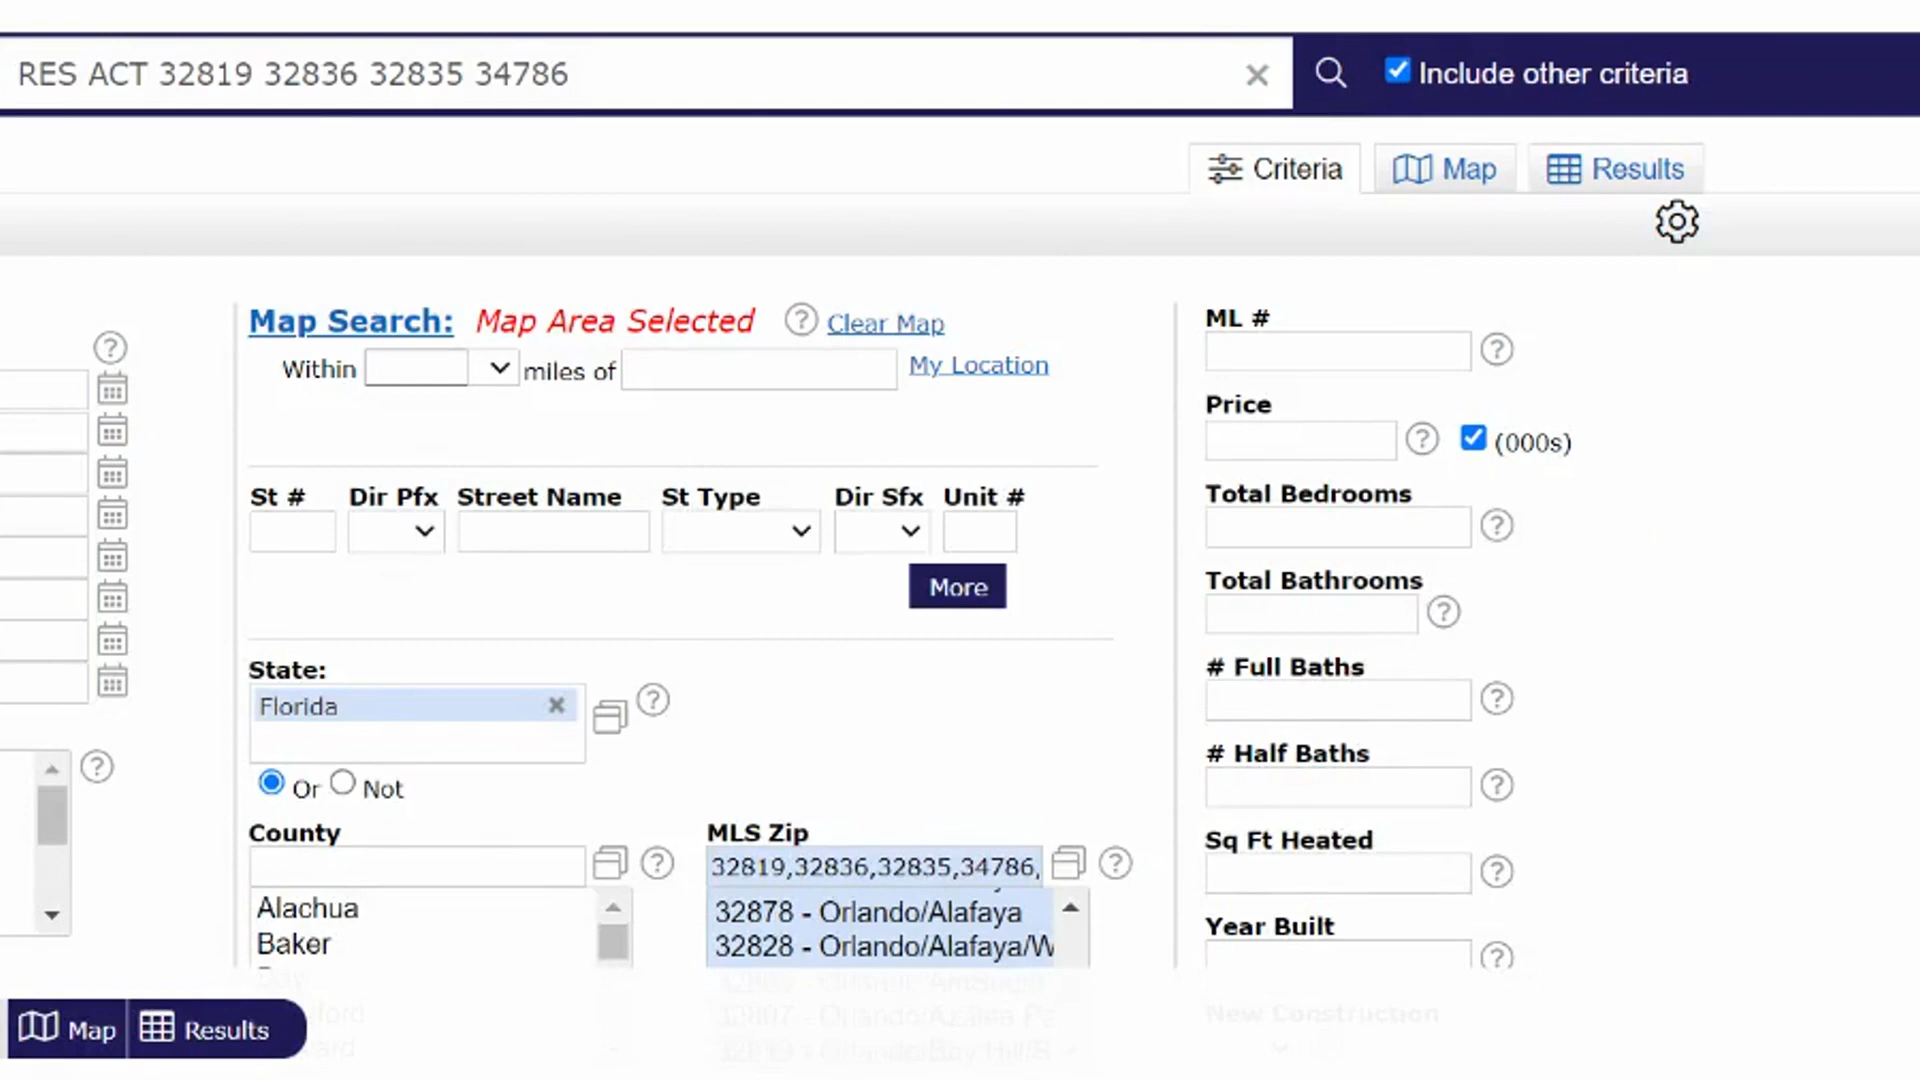 RES ACT 32819 32836 32835 34786
Include other criteria
Criteria
Map
Results
Map Search: Map Area Selected ? Clear Map
Within miles of My Location
ML #
Price
(000s)
St # Dir Pfx Street Name St Type Dir Sfx Unit #
More
Total Bedrooms
Total Bathrooms
State:
Florida
Or Not
# Full Baths
# Half Baths
County
MLS Zip
32819,32836,32835,34786,
Alachua
Baker
32878 - Orlando/Alafaya
32828 - Orlando/Alafaya/W
Sq Ft Heated
Year Built
New Construction
Map Results